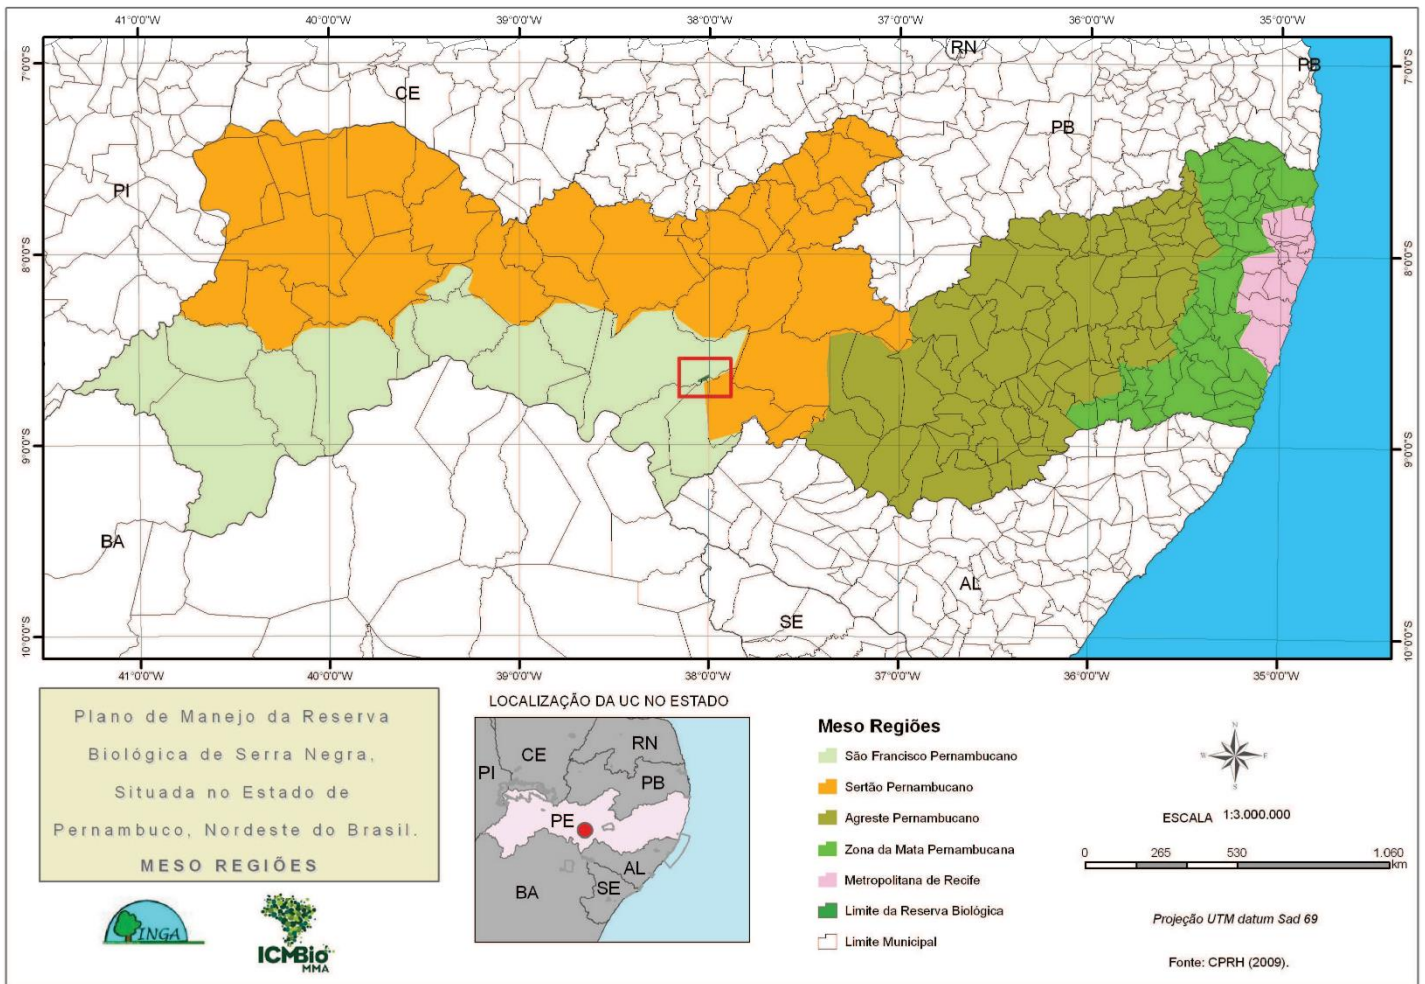 41°0'0"W 40°0'0"W 39°0'0"W 38°0'0"W 37°0'0"W 36°0'0"W 35°0'0"W
7°0'0"S 7°0'0"S
8°0'0"S 8°0'0"S
9°0'0"S 9°0'0"S
10°0'0"S 10°0'0"S
RN
PB
CE
PB
PI
BA
AL
SE
41°0'0"W 40°0'0"W 39°0'0"W 38°0'0"W 37°0'0"W 36°0'0"W 35°0'0"W
Plano de Manejo da Reserva
Biológica de Serra Negra,
Situada no Estado de
Pernambuco, Nordeste do Brasil.
MESO REGIÕES
INGA
ICMBio
MMA
LOCALIZAÇÃO DA UC NO ESTADO
CE
RN
PI
PB
PE
AL
BA
SE
Meso Regiões
São Francisco Pernambucano
Sertão Pernambucano
Agreste Pernambucano
Zona da Mata Pernambucana
Metropolitana de Recife
Limite da Reserva Biológica
Limite Municipal
N
W E
S
ESCALA 1:3.000.000
0 265 530 1.060
km
Projeção UTM datum Sad 69
Fonte: CPRH (2009).